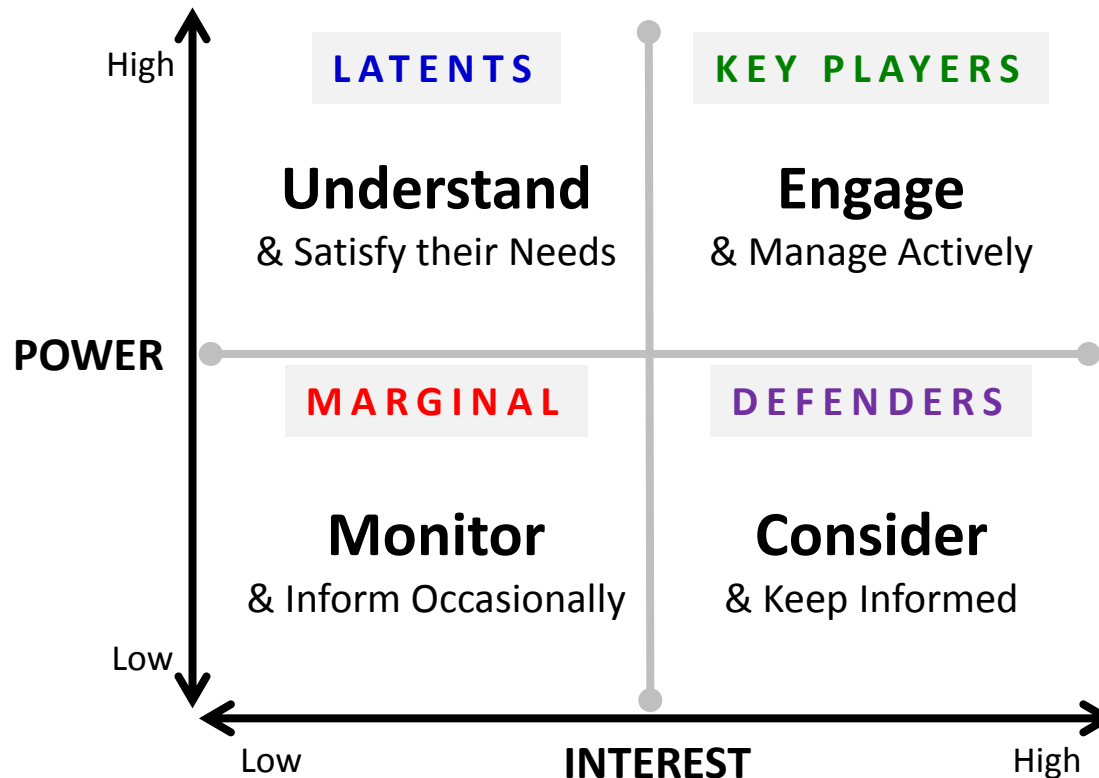 High
LATENTS
KEY PLAYERS
Understand
& Satisfy their Needs
Engage
& Manage Actively
POWER
MARGINAL
DEFENDERS
Monitor
& Inform Occasionally
Consider
& Keep Informed
Low
Low
INTEREST
High